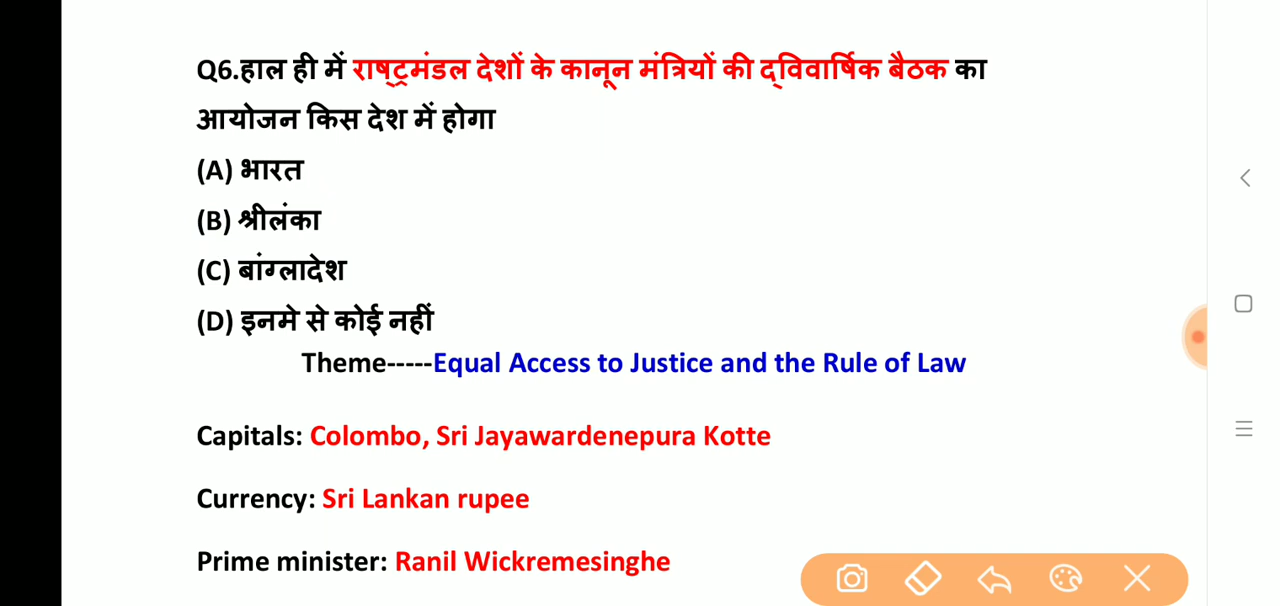 Q6.हाल ही में राष्ट्रमंडल देशों के कानून मंत्रियों की द्विवार्षिक बैठक का
आयोजन किस देश में होगा
(A) भारत
(B) श्रीलंका
(C) बांग्लादेश
(D) इनमे से कोई नहीं
Theme-----Equal Access to Justice and the Rule of Law
Capitals: Colombo, Sri Jayawardenepura Kotte
Currency: Sri Lankan rupee
Prime minister: Ranil Wickremesinghe